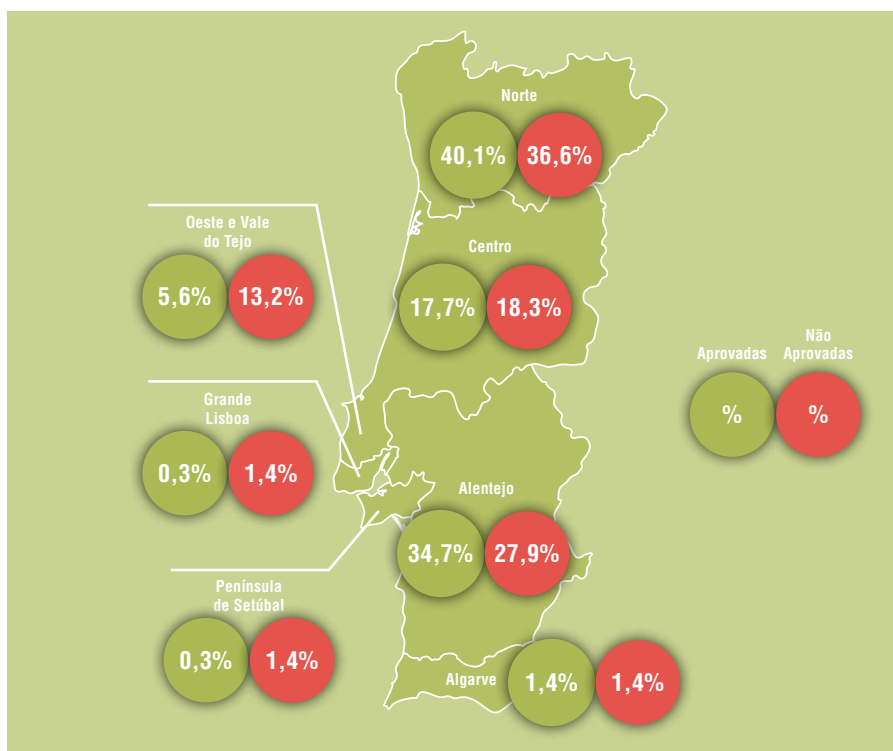 Norte
40,1% 36,6%
Oeste e Vale
do Tejo
5,6% 13,2%
Centro
17,7% 18,3%
Aprovadas
Não
Aprovadas
% %
Grande
Lisboa
0,3% 1,4%
Alentejo
34,7% 27,9%
Península
de Setúbal
0,3% 1,4%
Algarve
1,4% 1,4%